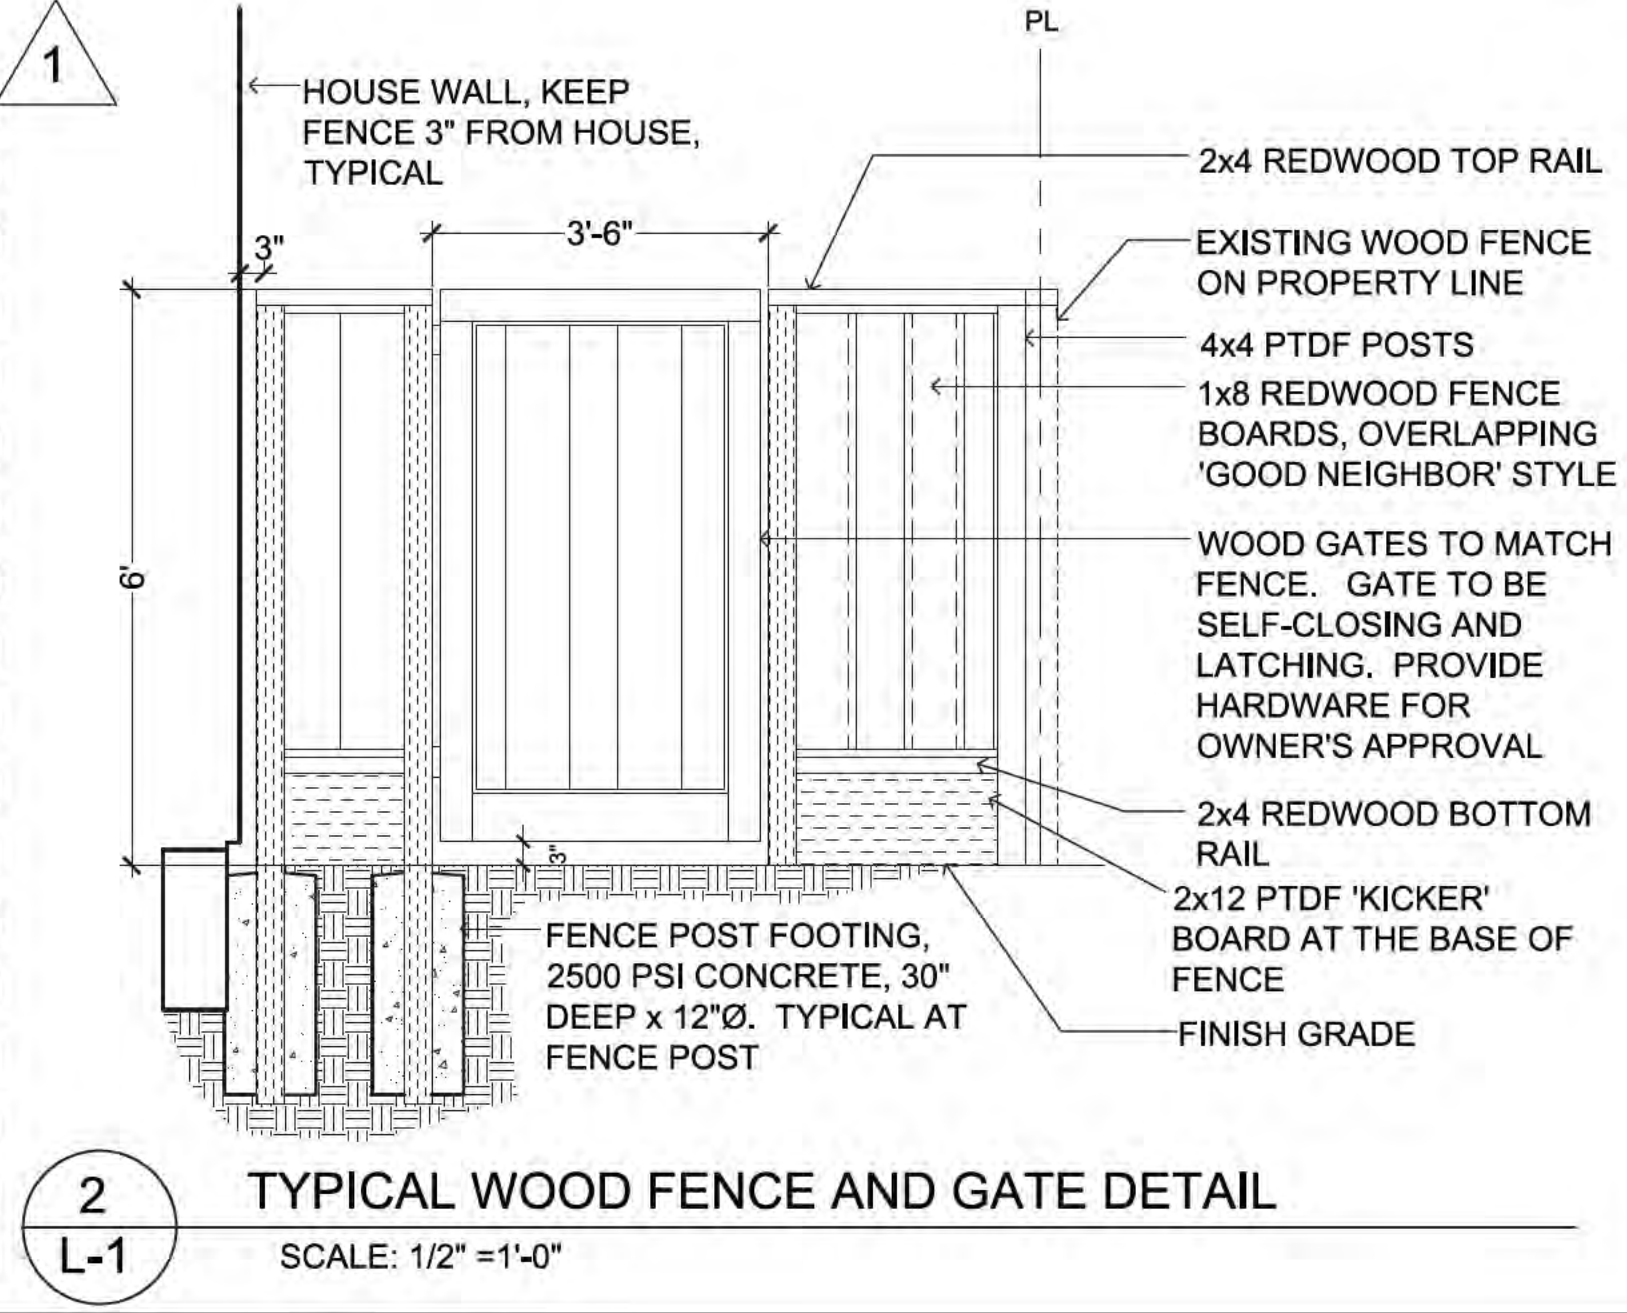 1
PL
HOUSE WALL, KEEP
FENCE 3" FROM HOUSE,
TYPICAL
3"
3'-6"
6'
3"
2x4 REDWOOD TOP RAIL
EXISTING WOOD FENCE
ON PROPERTY LINE
4x4 PTDF POSTS
1x8 REDWOOD FENCE
BOARDS, OVERLAPPING
'GOOD NEIGHBOR' STYLE
WOOD GATES TO MATCH
FENCE. GATE TO BE
SELF-CLOSING AND
LATCHING. PROVIDE
HARDWARE FOR
OWNER'S APPROVAL
2x4 REDWOOD BOTTOM
RAIL
2x12 PTDF 'KICKER'
BOARD AT THE BASE OF
FENCE
FINISH GRADE
FENCE POST FOOTING,
2500 PSI CONCRETE, 30"
DEEP x 12"Ø. TYPICAL AT
FENCE POST
2
L-1
TYPICAL WOOD FENCE AND GATE DETAIL
SCALE: 1/2" =1'-0"